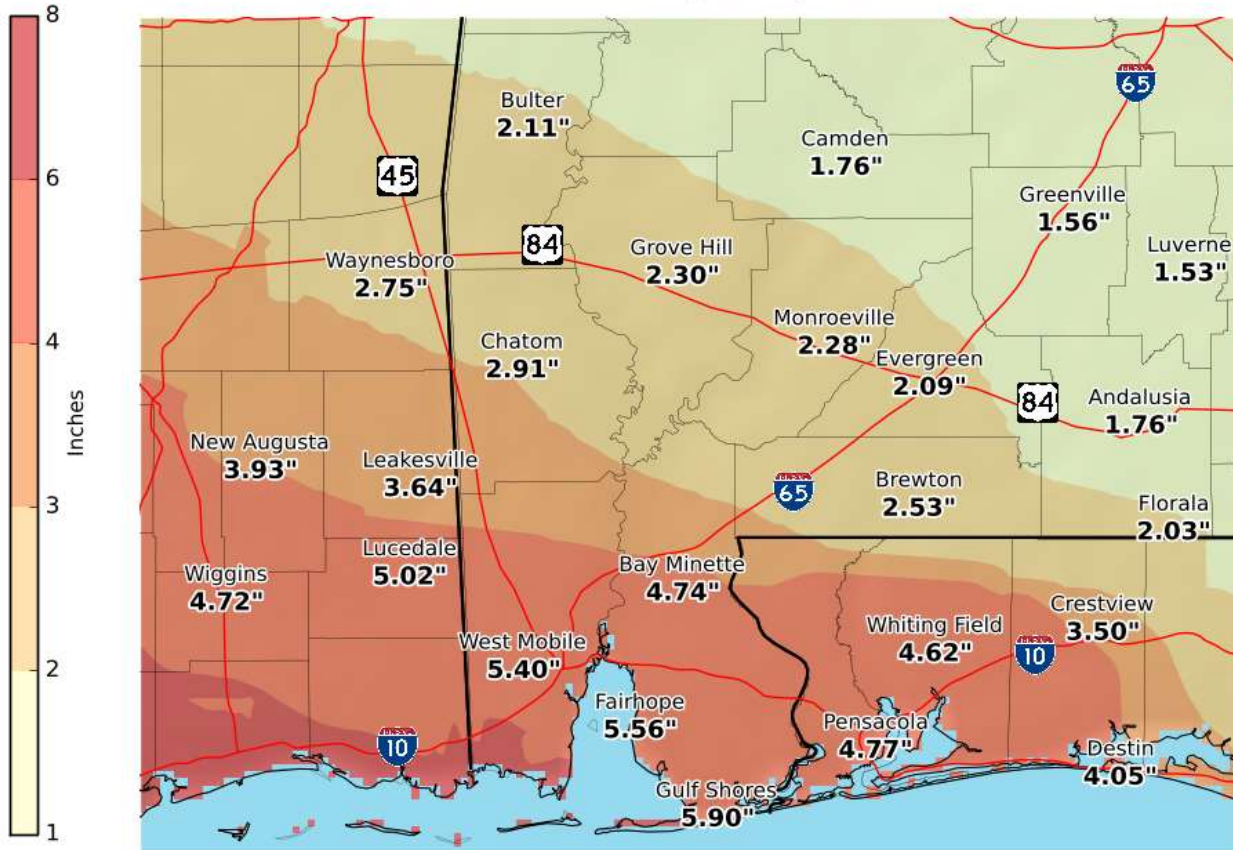 8
6
4
3
2
1
Inches
65
Bulter
2.11"
Camden
1.76"
45
Greenville
1.56"
84
Waynesboro
2.75"
Grove Hill
2.30"
Luverne
1.53"
Chatom
2.91"
Monroeville
2.28"
Evergreen
2.09"
84
Andalusia
1.76"
New Augusta
3.93"
Leakesville
3.64"
65
Brewton
2.53"
Florala
2.03"
Lucedale
5.02"
Wiggins
4.72"
Bay Minette
4.74"
Crestview
3.50"
Whiting Field
4.62"
10
West Mobile
5.40"
Fairhope
5.56"
Pensacola
4.77"
10
Destin
4.05"
Gulf Shores
5.90"